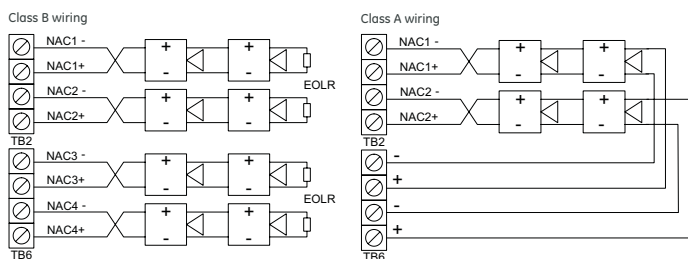 Class B wiring
NAC1 -
NAC1+
NAC2 -
NAC2+
TB2
+ +
- -
EOLR
+ +
- -
NAC3 -
NAC3+
NAC4 -
NAC4+
TB6
+ +
- -
EOLR
+ +
- -
Class A wiring
NAC1 -
NAC1+
NAC2 -
NAC2+
TB2
+ +
- -
+ +
- -
-
+
-
+
TB6